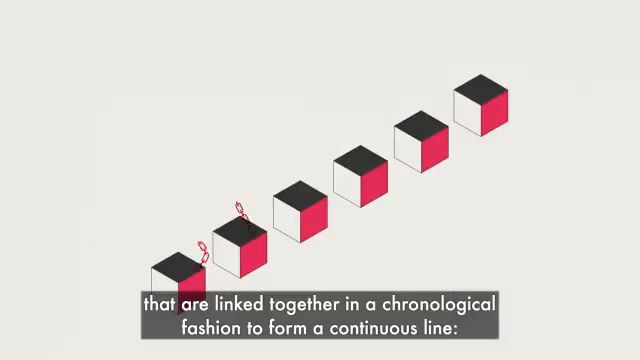 that are linked together in a chronological
fashion to form a continuous line: